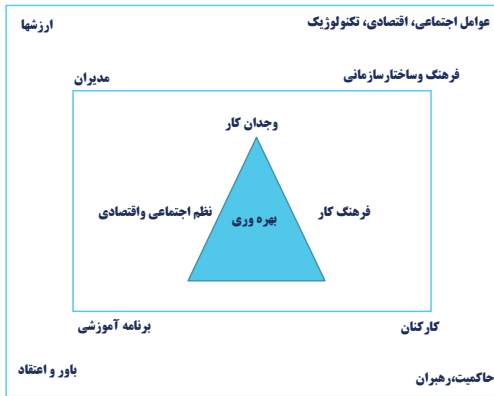 عوامل اجتماعی، اقتصادی، تکنولوژیک
ارزشها
فرهنگ وساختارسازمانی
مدیران
وجدان کار
فرهنگ کار
بهره وری
نظم اجتماعی واقتصادی
کارکنان
برنامه آموزشی
حاکمیت،رهبران
باور و اعتقاد